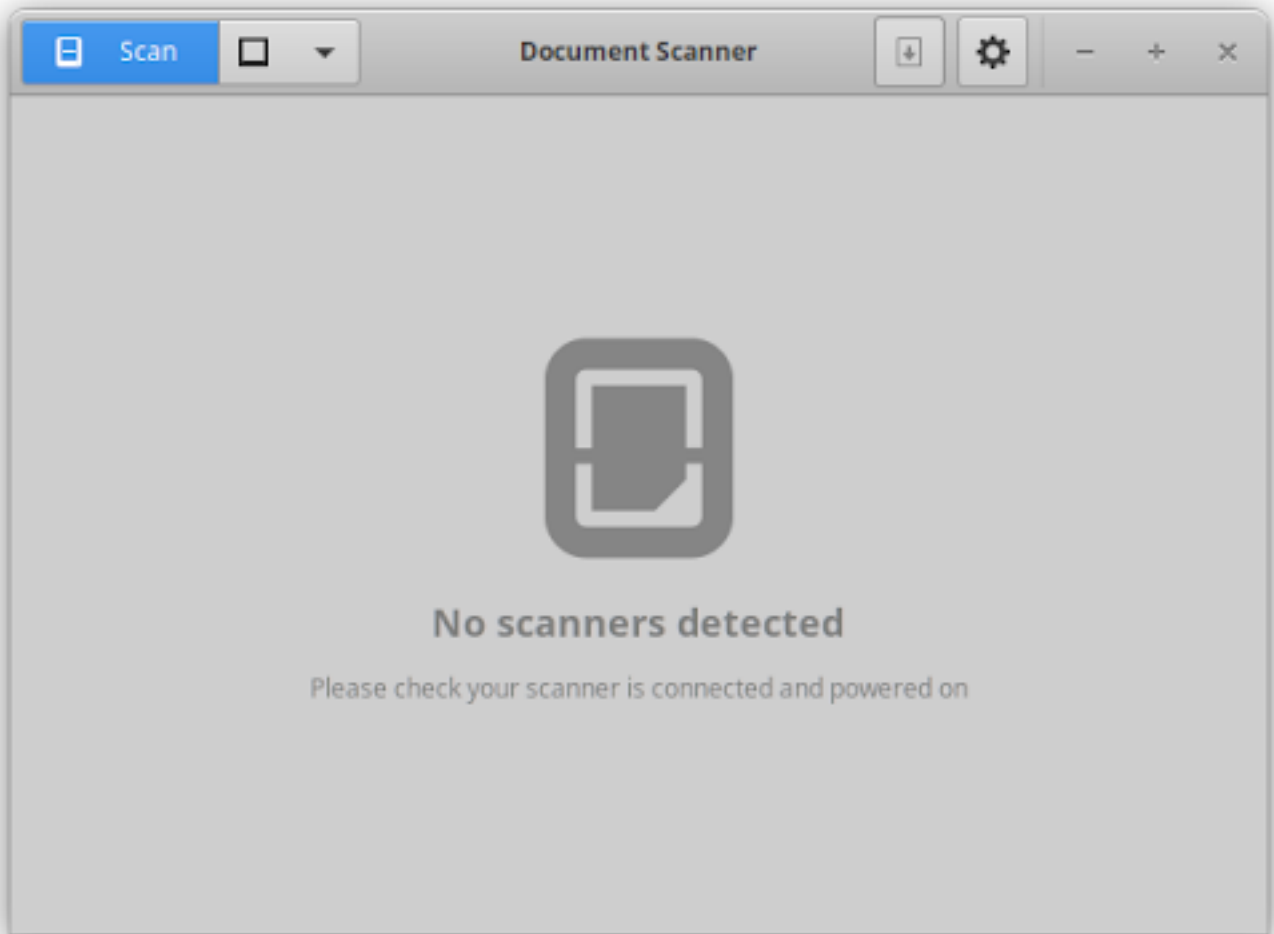 Scan
Document Scanner
No scanners detected
Please check your scanner is connected and powered on